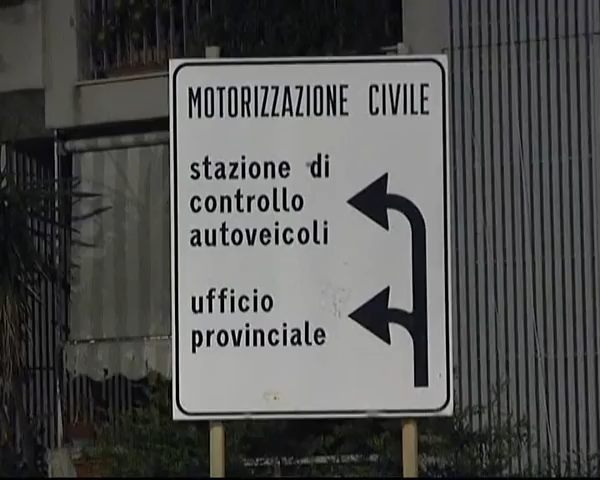 MOTORIZZAZIONE CIVILE
stazione di
controllo
autoveicoli
ufficio
provinciale